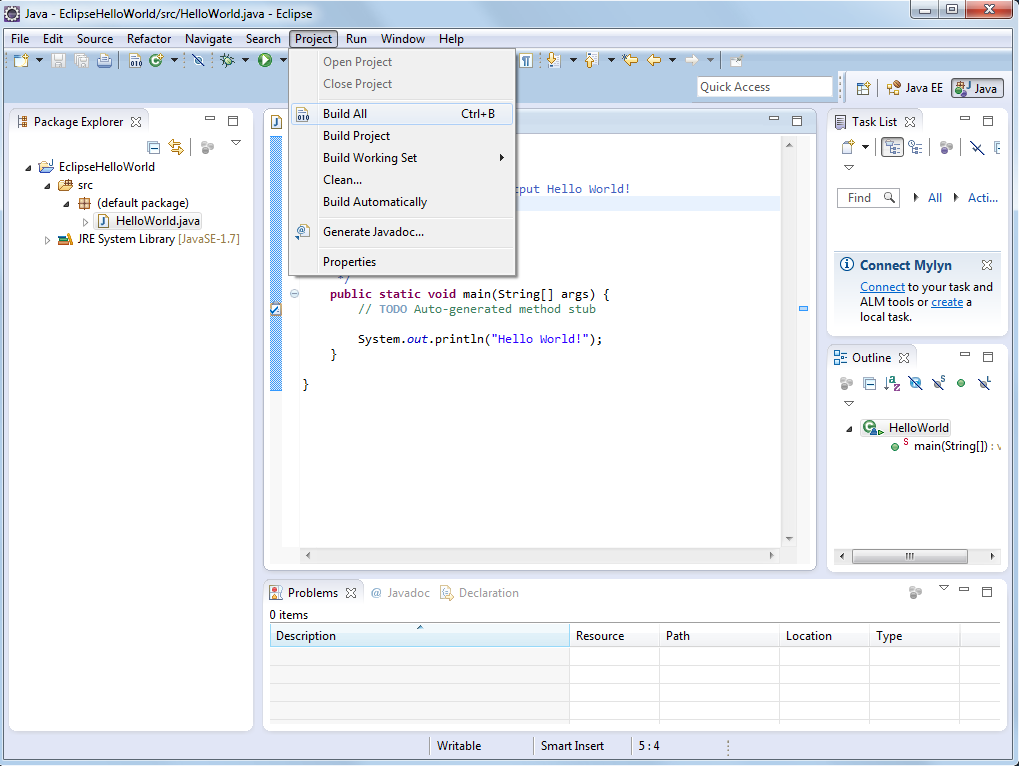 Java - EclipseHelloWorld/src/HelloWorld.java - Eclipse
File Edit Source Refactor Navigate Search Project Run Window Help
Open Project
Close Project
Build All Ctrl+B
Build Project
Build Working Set
Clean...
Build Automatically
Generate Javadoc...
Properties
Quick Access
Java EE
Java
Package Explorer
EclipseHelloWorld
src
(default package)
HelloWorld.java
JRE System Library [JavaSE-1.7]
Hello World!
*/
public static void main(String[] args) {
// TODO Auto-generated method stub
System.out.println("Hello World!");
}
}
Task List
Find All Acti...
Connect Mylyn
Connect to your task and
ALM tools or create a
local task.
Outline
HelloWorld
main(String[]) :
Problems @ Javadoc Declaration
0 items
Description Resource Path Location Type
Writable Smart Insert 5 : 4